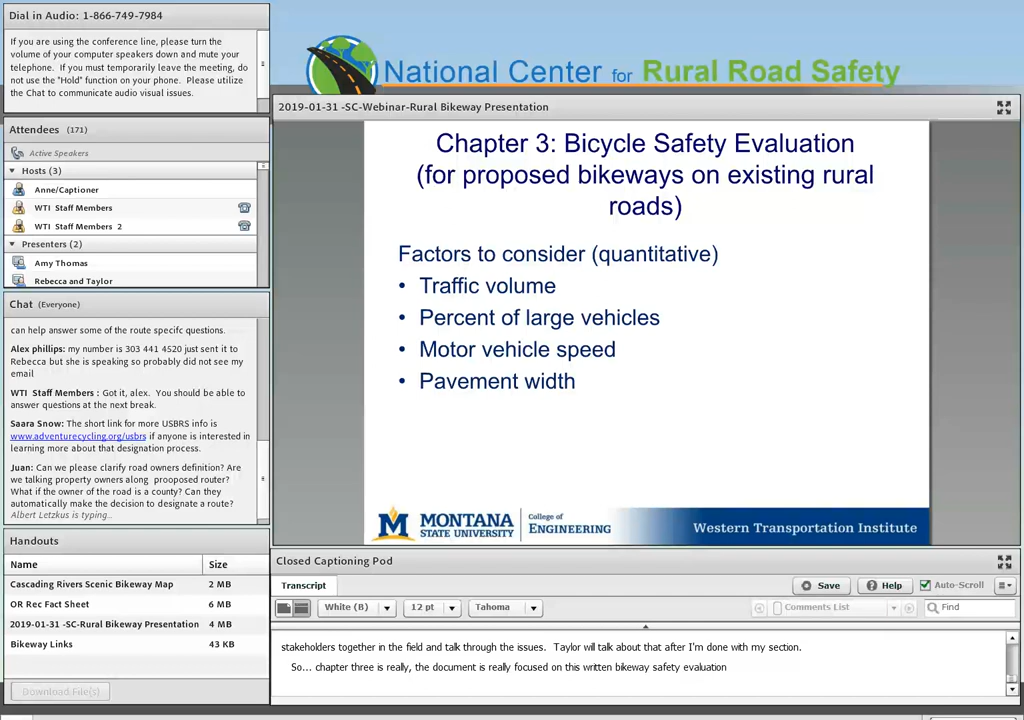 Dial in Audio: 1-866-749-7984
If you are using the conference line, please turn the
volume of your computer speakers down and mute your
telephone. If you must temporarily leave the meeting, do
not use the "Hold" function on your phone. Please utilize
the Chat to communicate audio visual issues.
Attendees (171)
Active Speakers
Hosts (3)
Anne/Captioner
WTI Staff Members
WTI Staff Members 2
Presenters (2)
Amy Thomas
Rebecca and Taylor
Chat (Everyone)
can help answer some of the route specifc questions.
Alex phillips: my number is 303 441 4520 just sent it to
Rebecca but she is speaking so probably did not see my
email
WTI Staff Members : Got it, alex. You should be able to
answer questions at the next break.
Saara Snow: The short link for more USBRS info is
www.adventurecycling.org/usbrs if anyone is interested in
learning more about that designation process.
Juan: Can we please clarify road owners definition? Are
we talking property owners along prooposed router?
What if the owner of the road is a county? Can they
automatically make the decision to designate a route?
Albert Letzkus is typing...
Handouts
Name Size
Cascading Rivers Scenic Bikeway Map 2 MB
OR Rec Fact Sheet 6 MB
2019-01-31 -SC-Rural Bikeway Presentation 4 MB
Bikeway Links 43 KB
Download File(s)
National Center for Rural Road Safety
2019-01-31 -SC-Webinar-Rural Bikeway Presentation
Chapter 3: Bicycle Safety Evaluation
(for proposed bikeways on existing rural
roads)
Factors to consider (quantitative)
• Traffic volume
• Percent of large vehicles
• Motor vehicle speed
• Pavement width
M MONTANA
STATE UNIVERSITY
College of
ENGINEERING
Western Transportation Institute
Closed Captioning Pod
Transcript
Save
Help
Auto-Scroll
White (B)
12 pt
Tahoma
Comments List
Find
stakeholders together in the field and talk through the issues. Taylor will talk about that after I'm done with my section.
So... chapter three is really, the document is really focused on this written bikeway safety evaluation